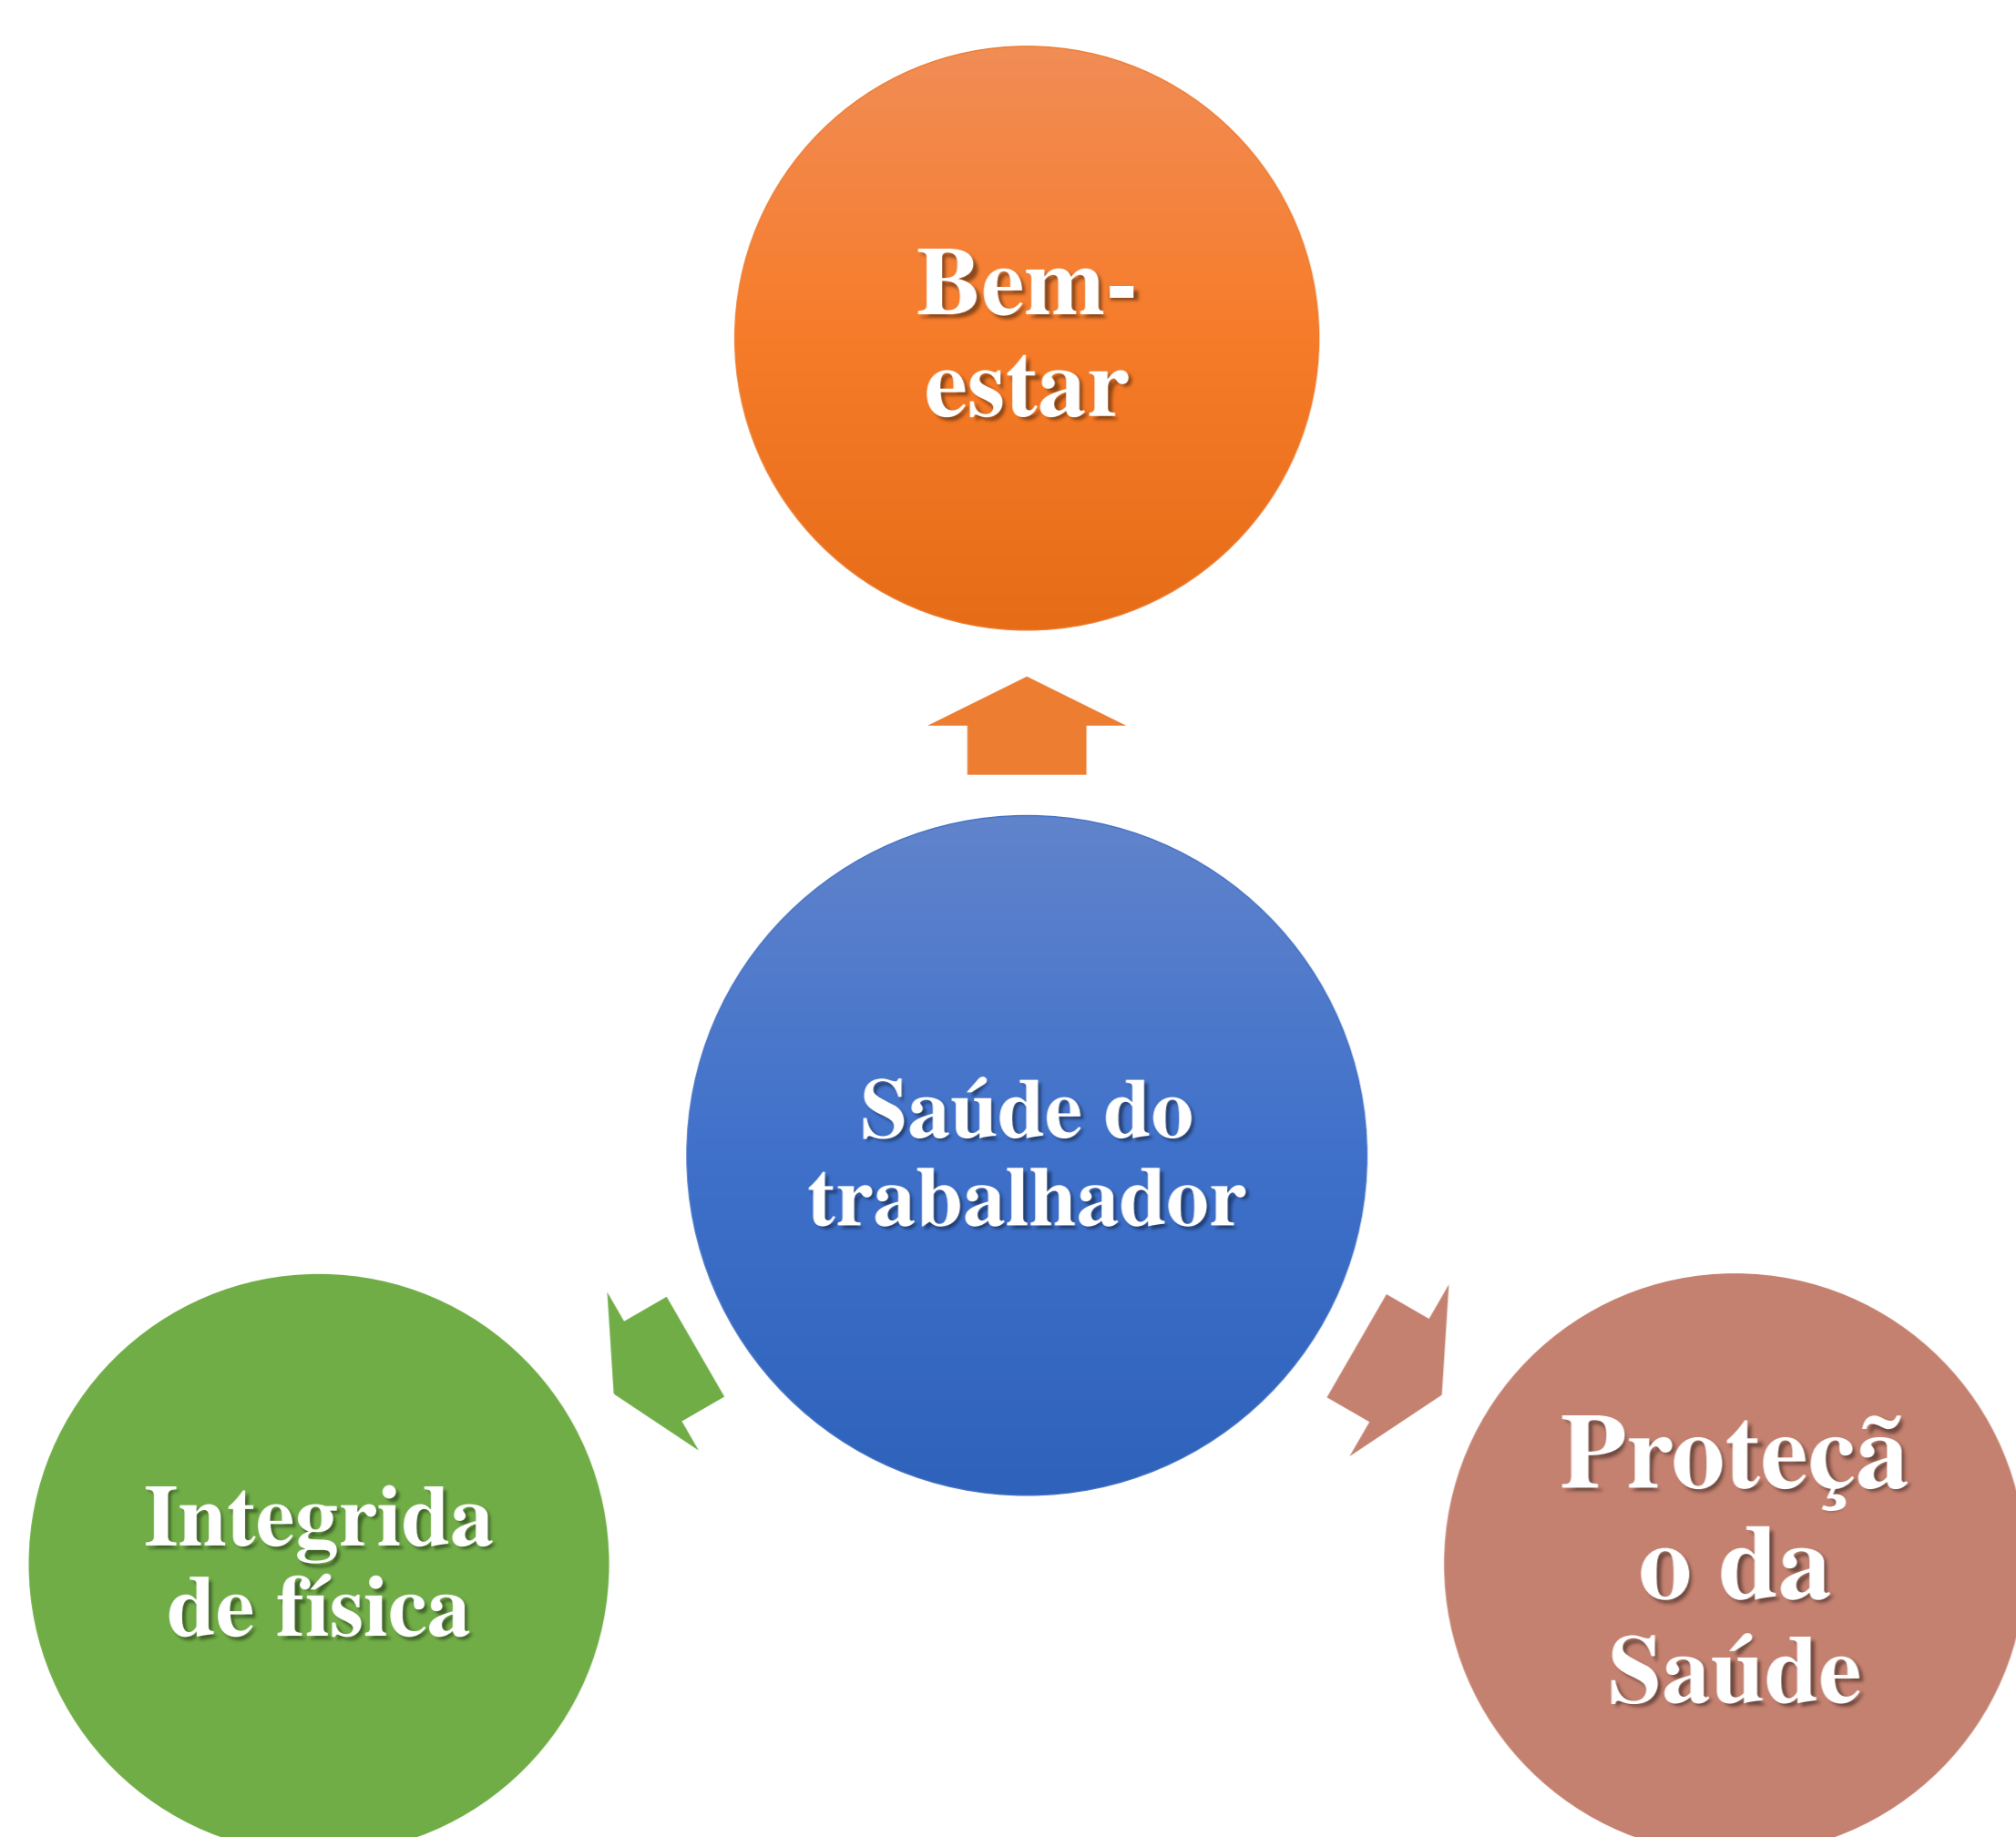 Bem-
estar
Saúde do
trabalhador
Integrida
de física
Proteçã
o da
Saúde